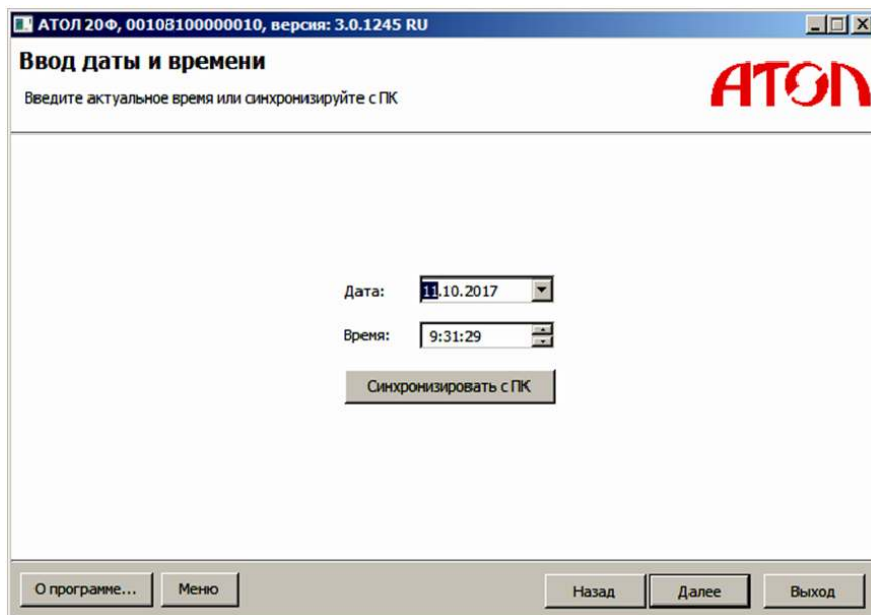 АТОЛ 20Ф, 00108100000010, версия: 3.0.1245 RU
Ввод даты и времени
Введите актуальное время или синхронизируйте с ПК
АТОЛ
Дата: 11.10.2017
Время: 9:31:29
Синхронизировать с ПК
О программе... Меню Назад Далее Выход